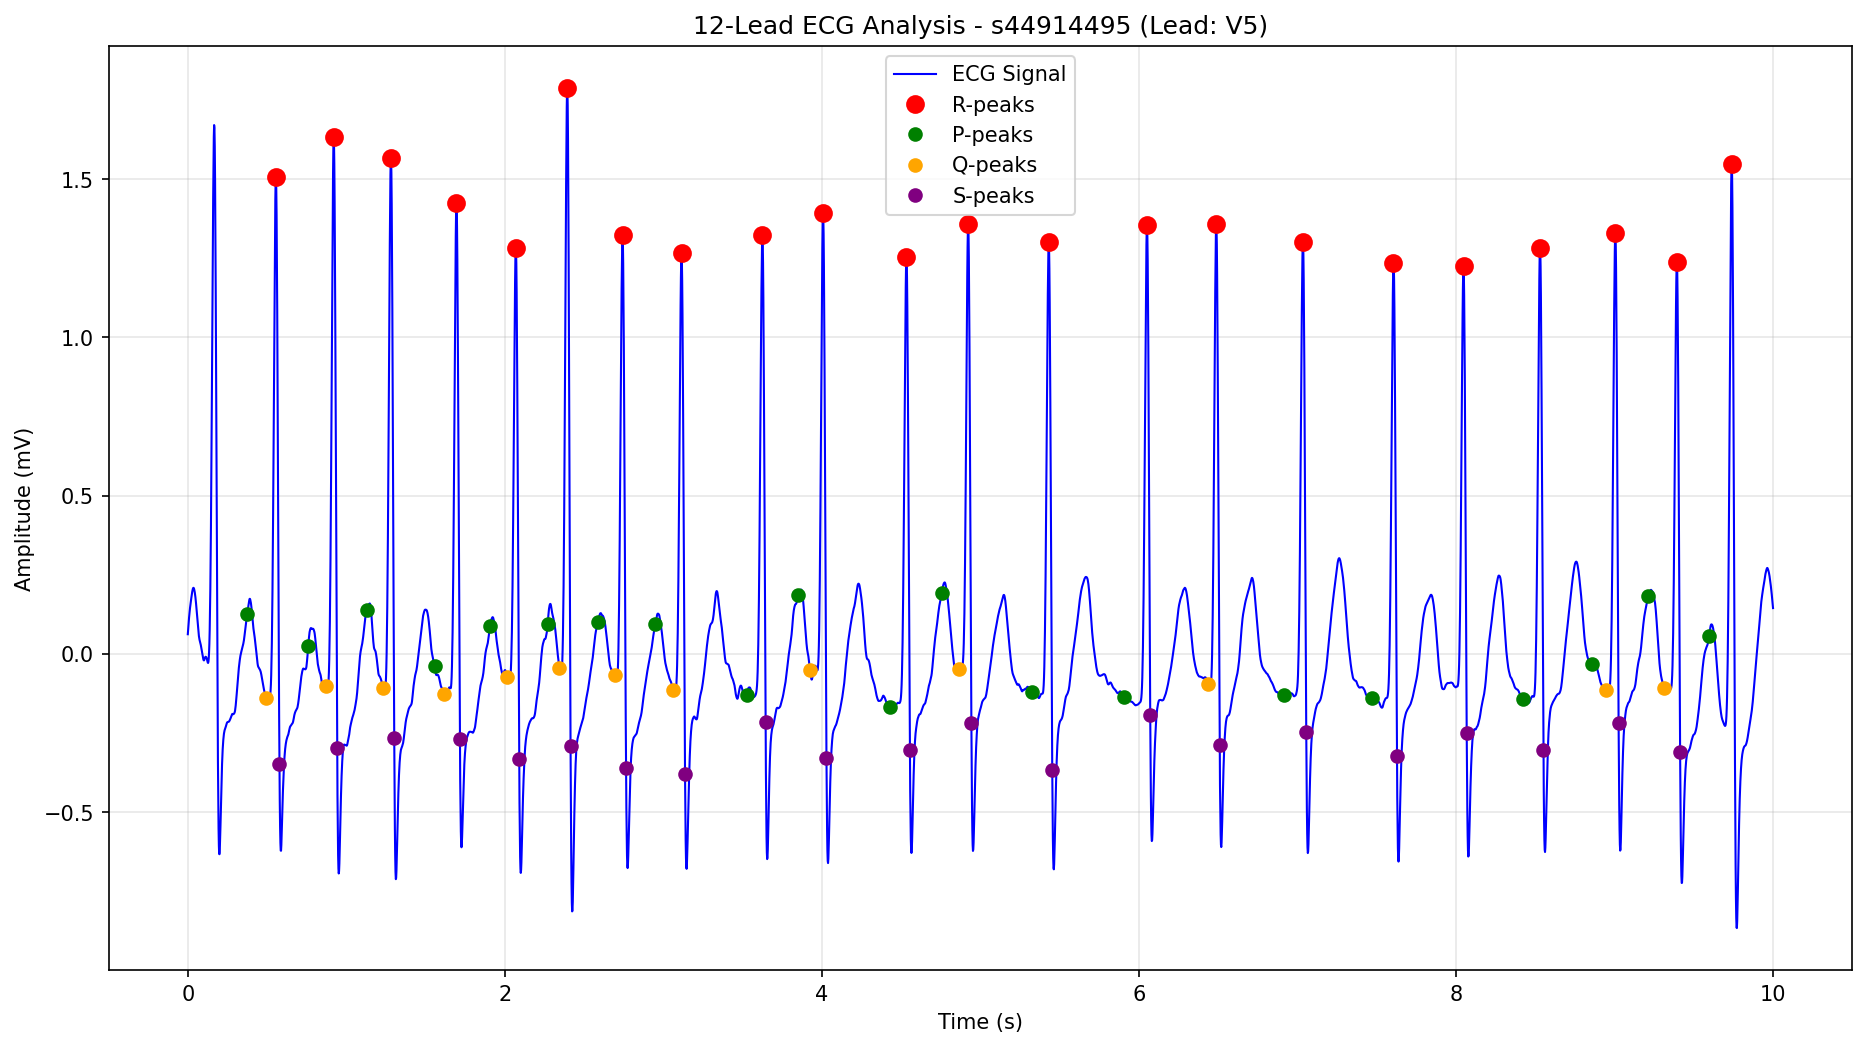 12-Lead ECG Analysis - s44914495 (Lead: V5)
ECG Signal
R-peaks
P-peaks
Q-peaks
S-peaks
Amplitude (mV)
1.5
1.0
0.5
0.0
−0.5
0 2 4 6 8 10
Time (s)